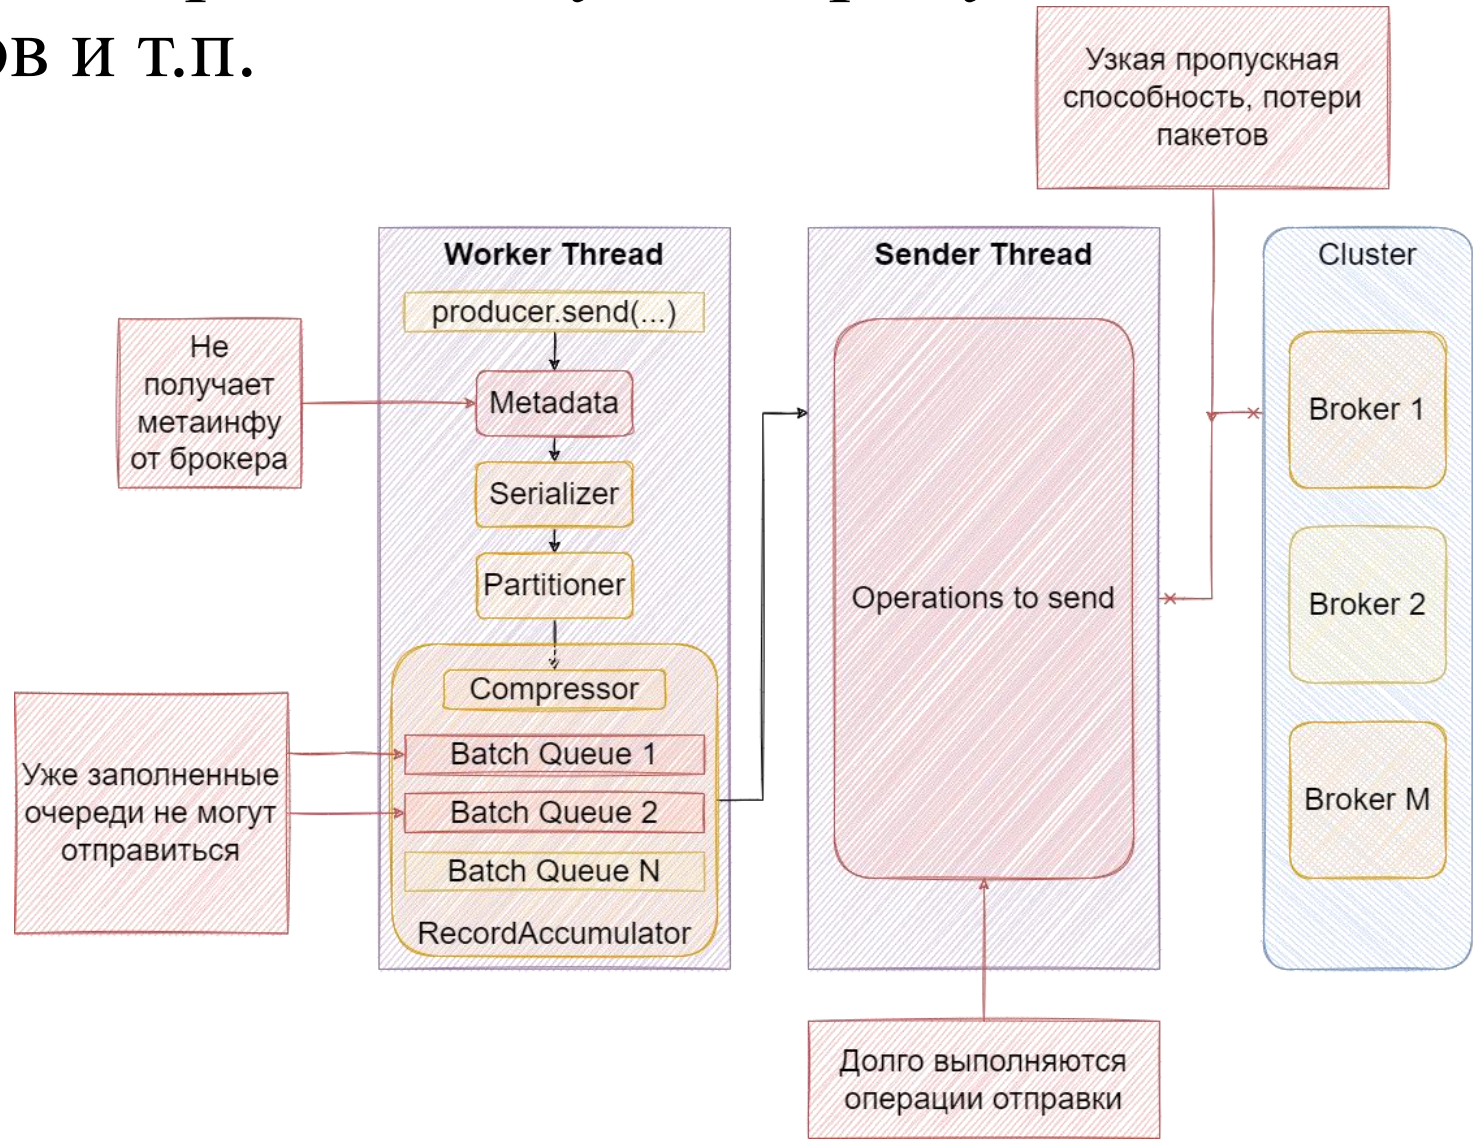 ов и т.п.
Узкая пропускная
способность, потери
пакетов
Worker Thread
producer.send(...)
Metadata
Serializer
Partitioner
Compressor
Batch Queue 1
Batch Queue 2
Batch Queue N
RecordAccumulator
Не
получает
метаинфу
от брокера
Уже заполненные
очереди не могут
отправиться
Sender Thread
Operations to send
Долго выполняются
операции отправки
Cluster
Broker 1
Broker 2
Broker M